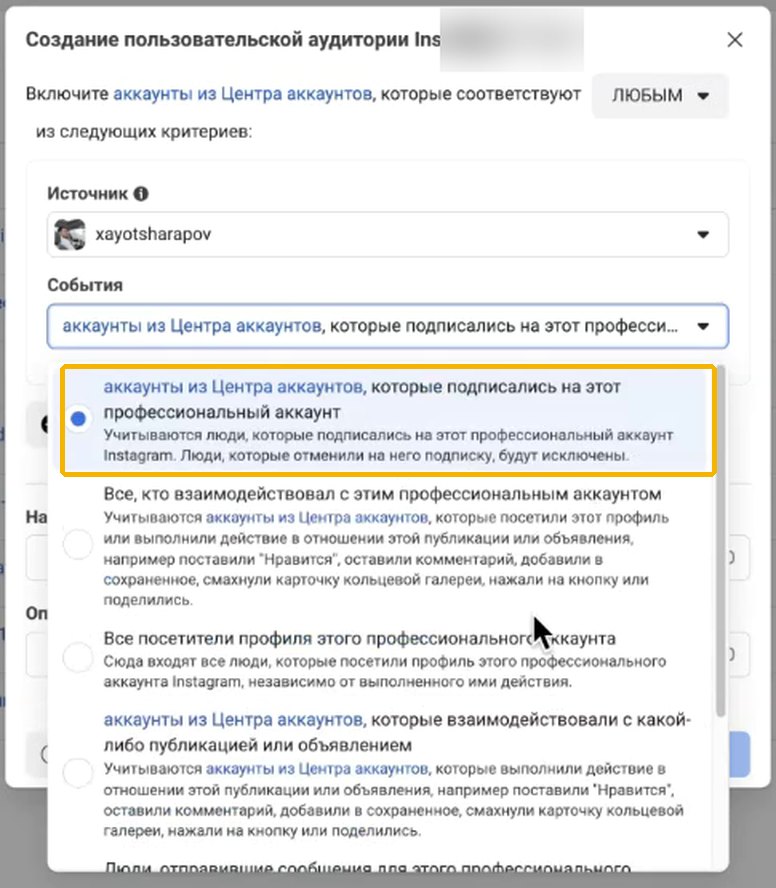 Создание пользовательской аудитории Ins
Включите аккаунты из Центра аккаунтов, которые соответствуют ЛЮБЫМ
из следующих критериев:
Источник
xayotsharapov
События
аккаунты из Центра аккаунтов, которые подписались на этот професси...
аккаунты из Центра аккаунтов, которые подписались на этот
профессиональный аккаунт
Учитываются люди, которые подписались на этот профессиональный аккаунт
Instagram. Люди, которые отменили на него подписку, будут исключены.
Все, кто взаимодействовал с этим профессиональным аккаунтом
Учитываются аккаунты из Центра аккаунтов, которые посетили этот профиль
или выполнили действие в отношении этой публикации или объявления,
например поставили "Нравится", оставили комментарий, добавили в
сохраненное, смахнули карточку кольцевой галереи, нажали на кнопку или
поделились.
На
Оп
Все посетители профиля этого профессионального аккаунта
Сюда входят все люди, которые посетили профиль этого профессионального
аккаунта Instagram, независимо от выполненного ими действия.
аккаунты из Центра аккаунтов, которые взаимодействовали с какой-
либо публикацией или объявлением
Учитываются аккаунты из Центра аккаунтов, которые выполнили действие в
отношении этой публикации или объявления, например поставили "Нравится",
оставили комментарий, добавили в сохраненное, смахнули карточку кольцевой
галереи, нажали на кнопку или поделились.
Люди, отправившие сообщения для этого профессионального